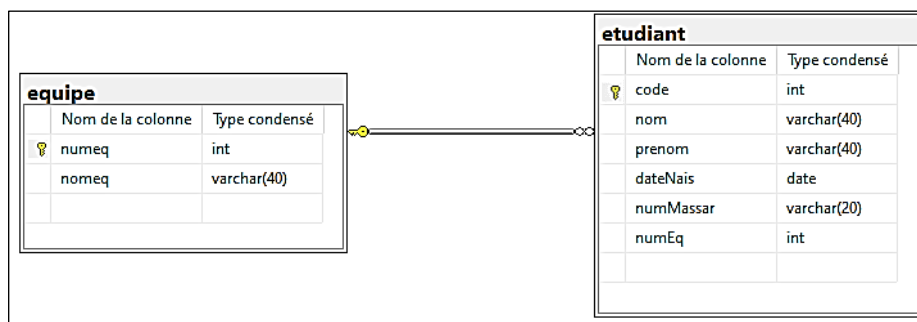 equipe
Nom de la colonne Type condensé
numeq int
nomeq varchar(40)
etudiant
Nom de la colonne Type condensé
code int
nom varchar(40)
prenom varchar(40)
dateNais date
numMassar varchar(20)
numEq int